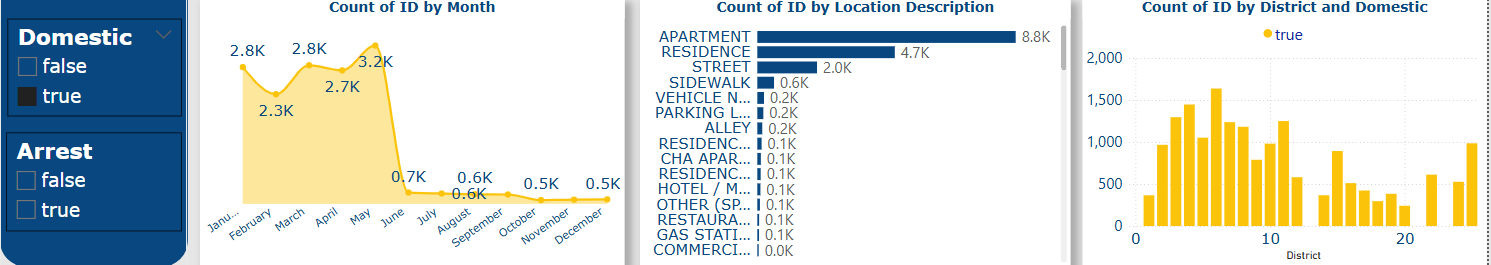 Domestic
false
true
Arrest
false
true
Count of ID by Month
2.8K
2.3K
2.8K
2.7K
3.2K
0.7K
0.6K
0.6K
0.5K
0.5K
Janu...
February
March
April
May
June
July
August
September
October
November
December
Count of ID by Location Description
APARTMENT 8.8K
RESIDENCE 4.7K
STREET 2.0K
SIDEWALK 0.6K
VEHICLE N... 0.2K
PARKING L... 0.2K
ALLEY 0.2K
RESIDENC... 0.1K
CHA APAR... 0.1K
RESIDENC... 0.1K
HOTEL / M... 0.1K
OTHER (SP... 0.1K
RESTAURA... 0.1K
GAS STATI... 0.1K
COMMERCI... 0.0K
Count of ID by District and Domestic
true
2,000
1,500
1,000
500
0
0 10 20
District